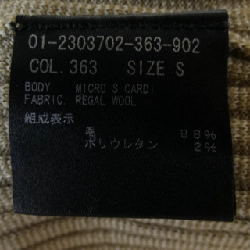 01-2303702-363-902
COL.363 SIZE S
BODY MICRO S CARDI
FABRIC. REGAL WOOL
組成表示
毛 98%
ポリウレタン 2%